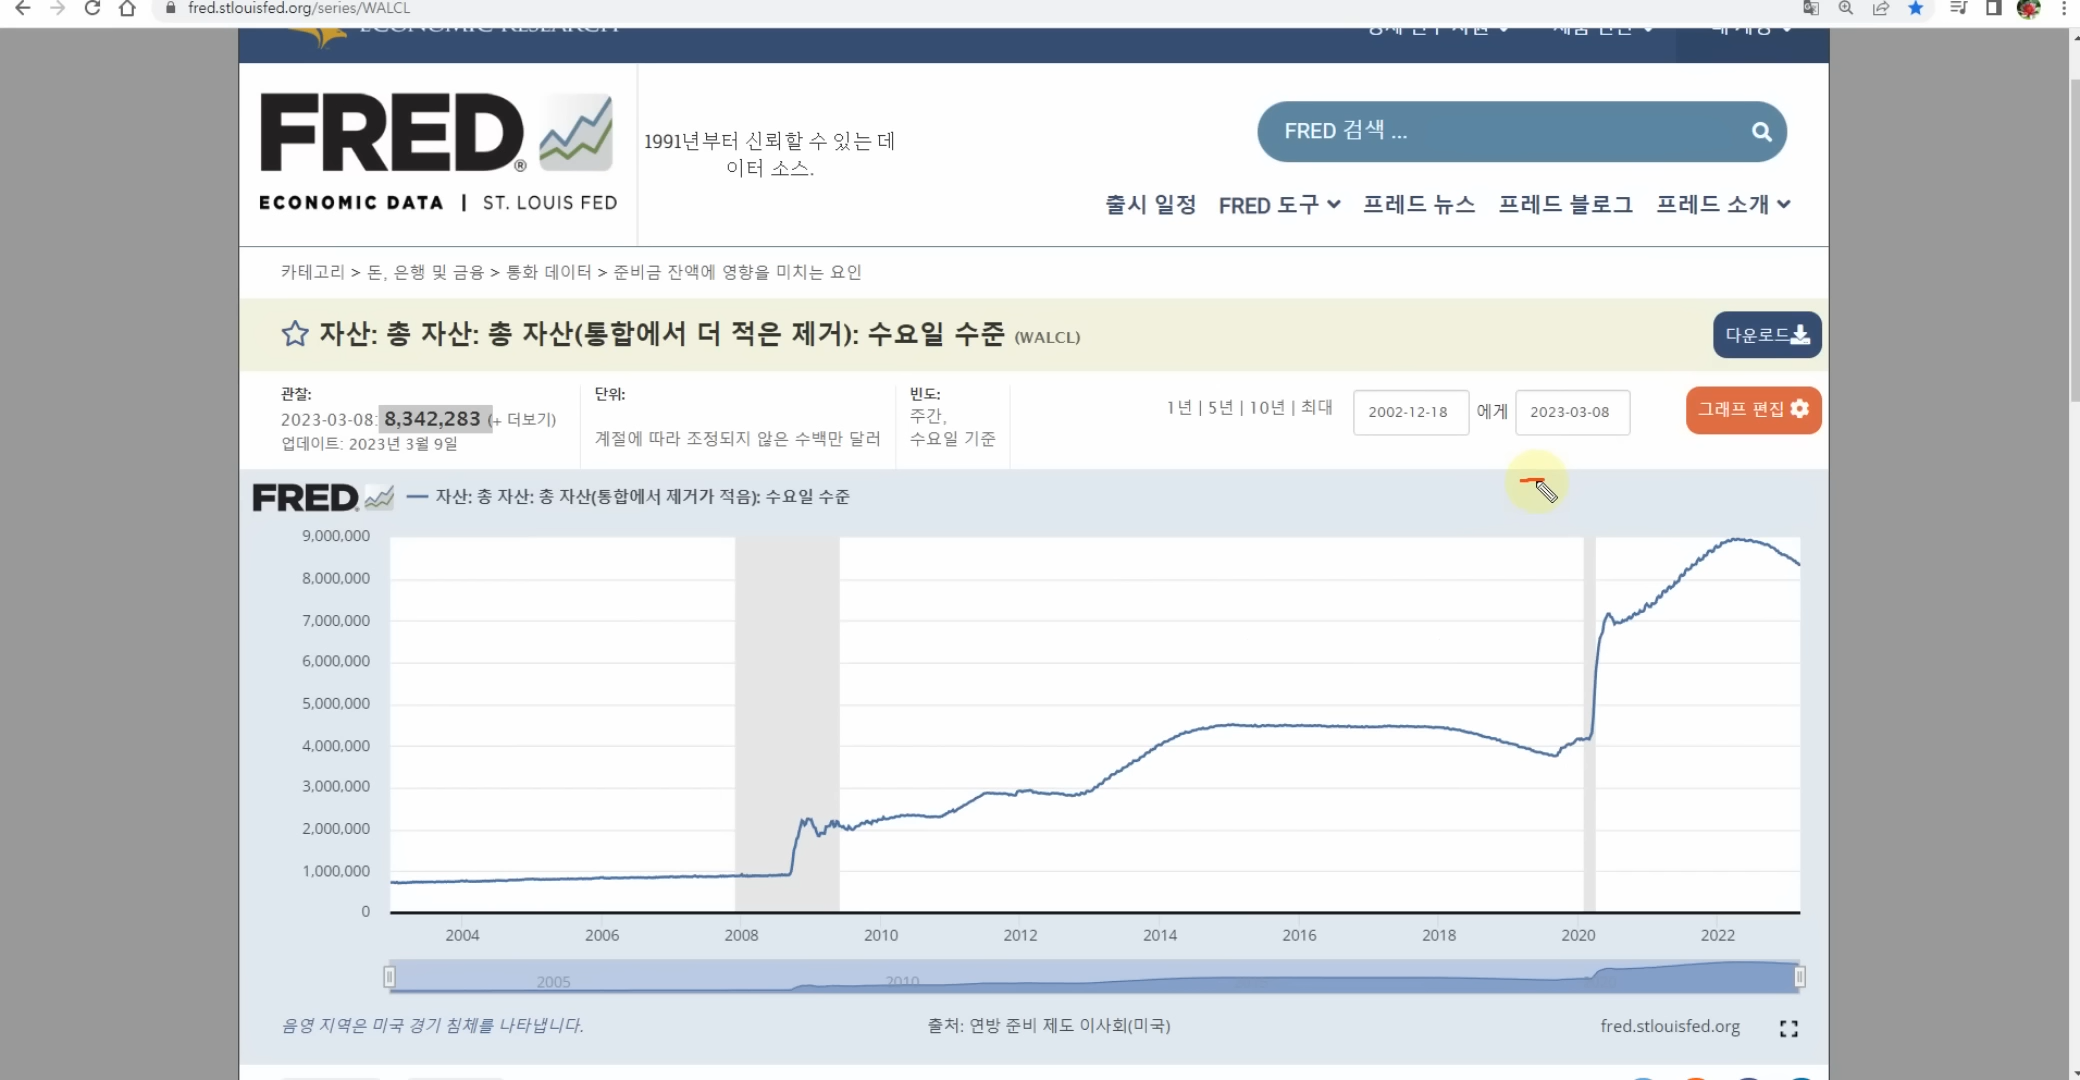 fred.stlouisfed.org/series/WALCL
ECONOMIC RESEARCH
FRED®
ECONOMIC DATA | ST. LOUIS FED
1991년부터 신뢰할 수 있는 데
이터 소스.
FRED 검색 ...
출시 일정 FRED 도구 프레드 뉴스 프레드 블로그 프레드 소개
카테고리 > 돈, 은행 및 금융 > 통화 데이터 > 준비금 잔액에 영향을 미치는 요인
자산: 총 자산: 총 자산(통합에서 더 적은 제거): 수요일 수준 (WALCL)
다운로드
관찰:
2023-03-08: 8,342,283 (+ 더보기)
업데이트: 2023년 3월 9일
단위:
계절에 따라 조정되지 않은 수백만 달러
빈도:
주간,
수요일 기준
1년 | 5년 | 10년 | 최대
2002-12-18 에게 2023-03-08
그래프 편집
FRED
자산: 총 자산: 총 자산(통합에서 제거가 적음): 수요일 수준
9,000,000
8,000,000
7,000,000
6,000,000
5,000,000
4,000,000
3,000,000
2,000,000
1,000,000
0
2004 2006 2008 2010 2012 2014 2016 2018 2020 2022
2005 2010
음영 지역은 미국 경기 침체를 나타냅니다.
출처: 연방 준비 제도 이사회(미국)
fred.stlouisfed.org